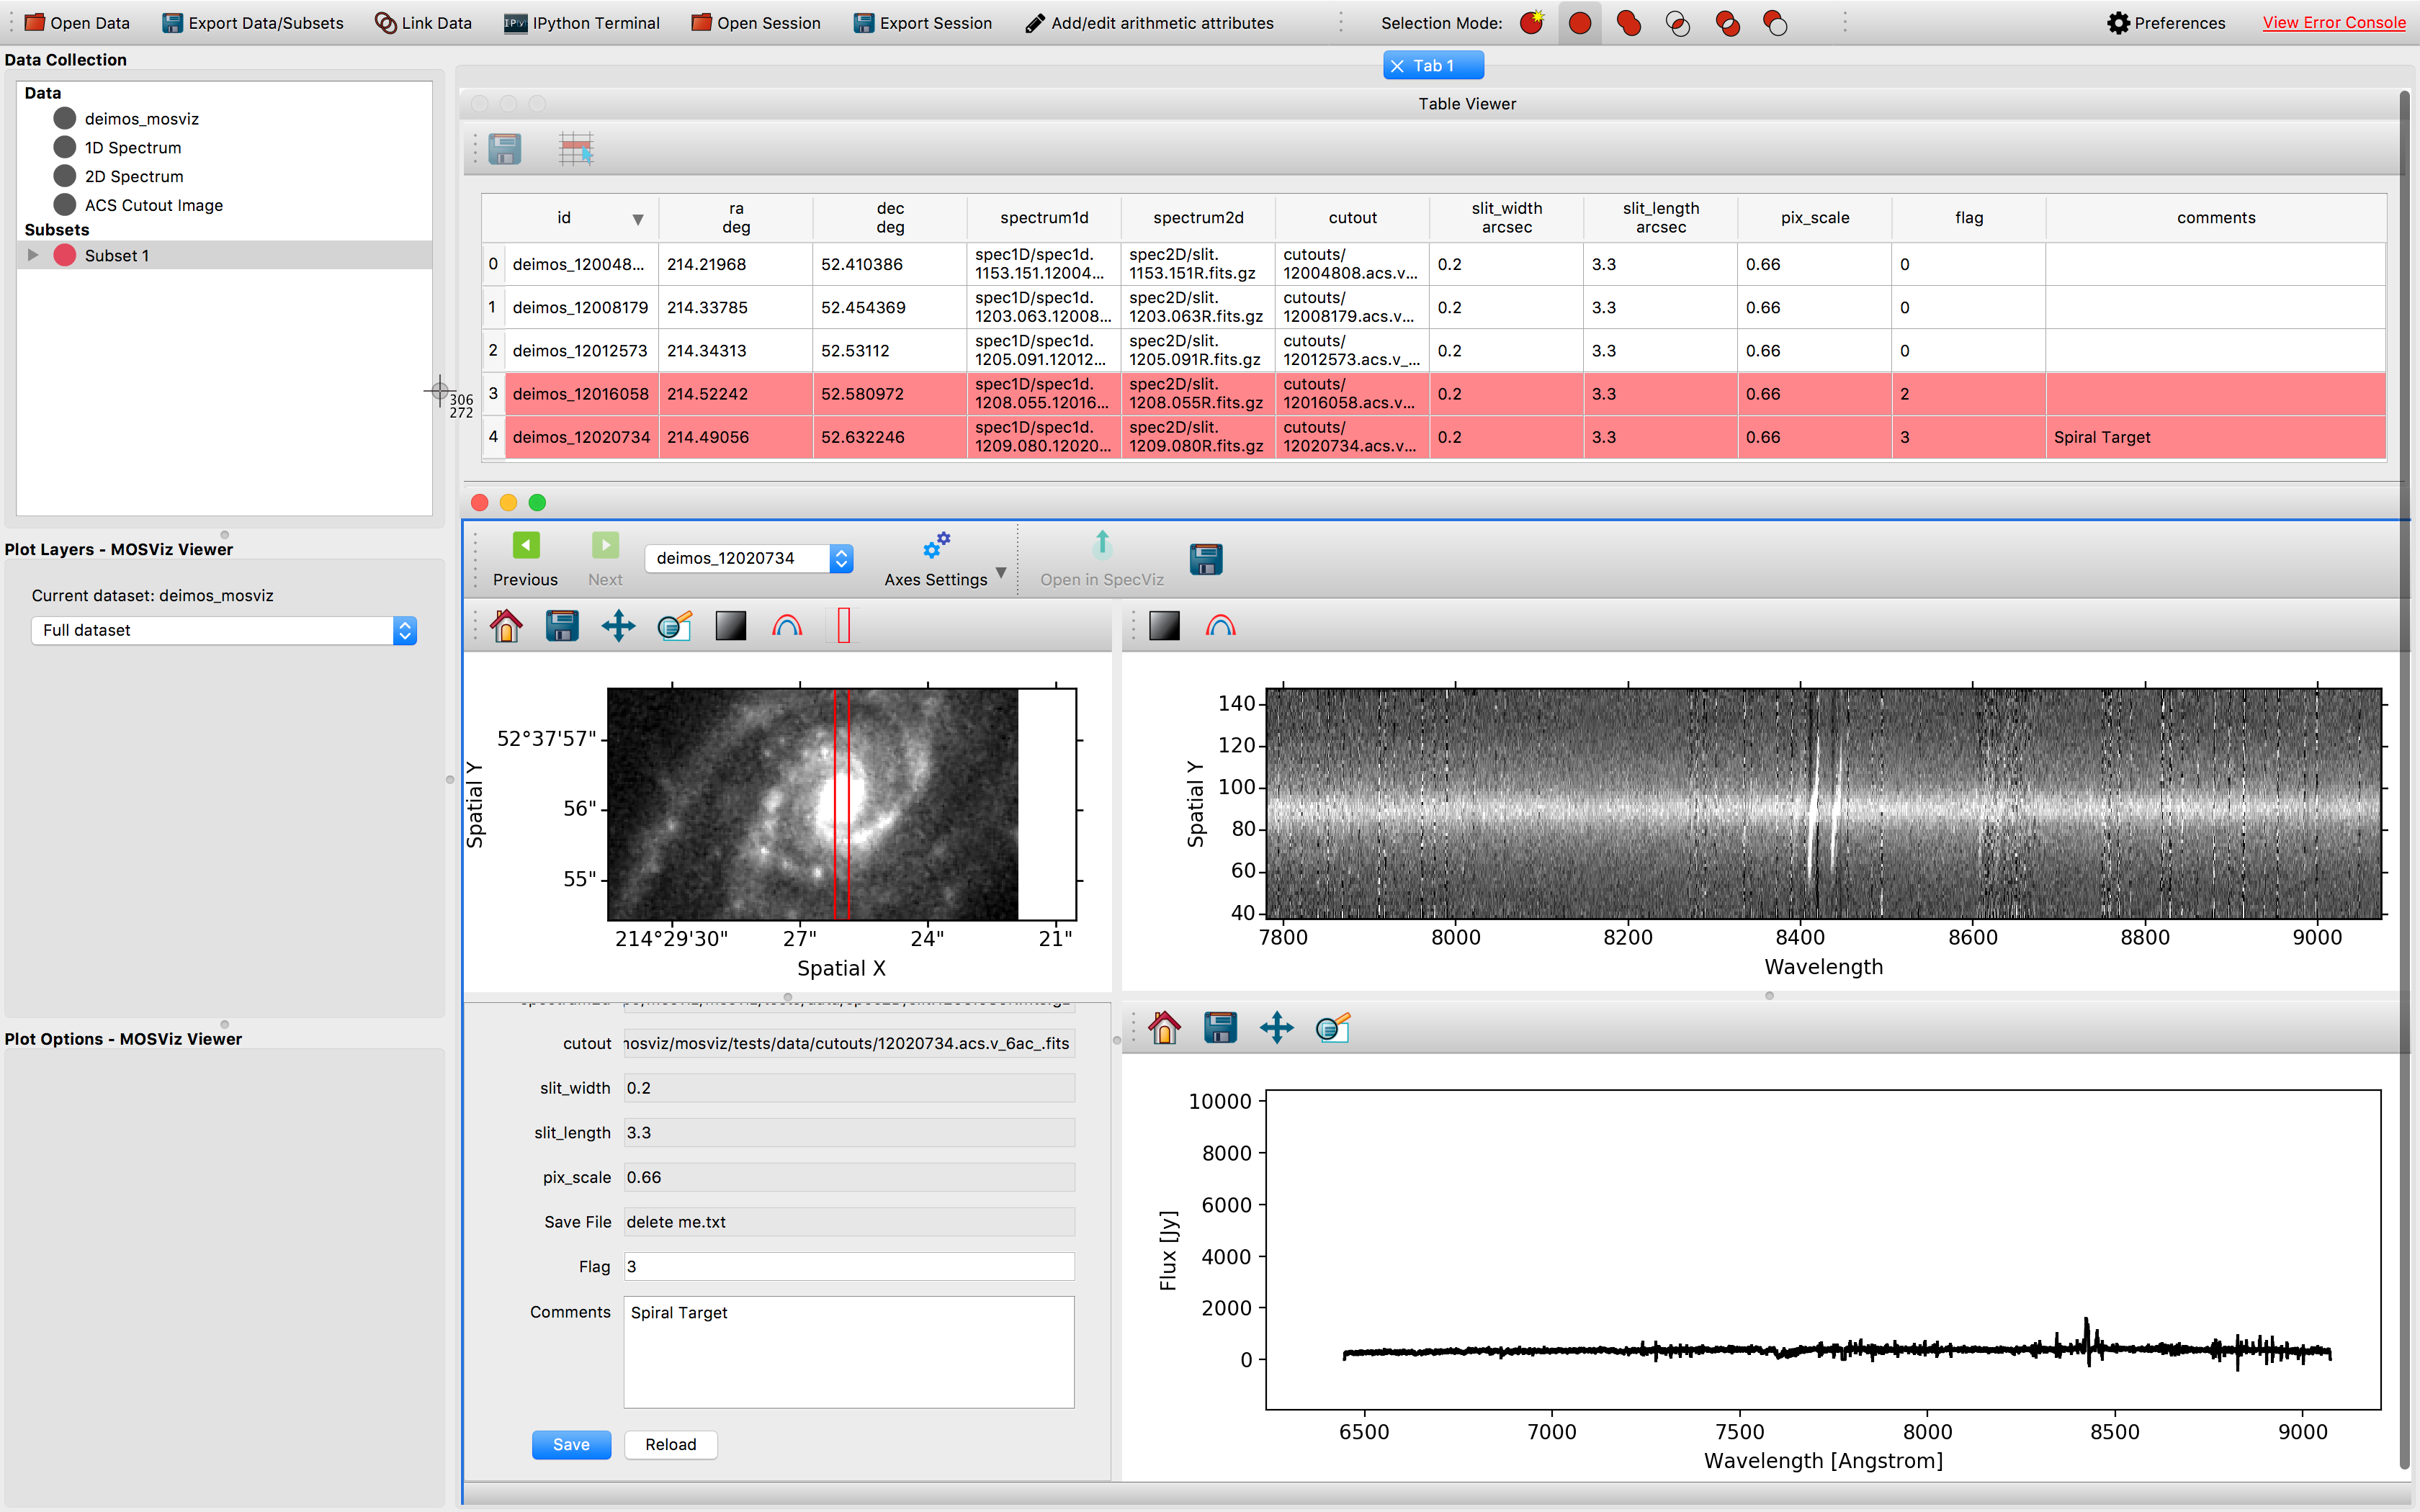 Open Data Export Data/Subsets Link Data IPython Terminal Open Session Export Session Add/edit arithmetic attributes Selection Mode: Preferences View Error Console
Data Collection
Tab 1
Data
deimos_mosviz
1D Spectrum
2D Spectrum
ACS Cutout Image
Subsets
Subset 1
Table Viewer
id ra deg dec deg spectrum1d spectrum2d cutout slit_width arcsec slit_length arcsec pix_scale flag comments
0 deimos_120048... 214.21968 52.410386 spec1D/spec1d. 1153.151.12004... spec2D/slit. 1153.151R.fits.gz cutouts/ 12004808.acs.v... 0.2 3.3 0.66 0
1 deimos_12008179 214.33785 52.454369 spec1D/spec1d. 1203.063.12008... spec2D/slit. 1203.063R.fits.gz cutouts/ 12008179.acs.v... 0.2 3.3 0.66 0
2 deimos_12012573 214.34313 52.53112 spec1D/spec1d. 1205.091.12012... spec2D/slit. 1205.091R.fits.gz cutouts/ 12012573.acs.v_... 0.2 3.3 0.66 0
3 deimos_12016058 214.52242 52.580972 spec1D/spec1d. 1208.055.12016... spec2D/slit. 1208.055R.fits.gz cutouts/ 12016058.acs.v... 0.2 3.3 0.66 2
4 deimos_12020734 214.49056 52.632246 spec1D/spec1d. 1209.080.12020... spec2D/slit. 1209.080R.fits.gz cutouts/ 12020734.acs.v... 0.2 3.3 0.66 3 Spiral Target
306
272
Plot Layers - MOSViz Viewer
Current dataset: deimos_mosviz
Full dataset
Plot Options - MOSViz Viewer
Previous Next deimos_12020734 Axes Settings Open in SpecViz
52°37'57"
56"
55"
Spatial Y
214°29'30" 27" 24" 21"
Spatial X
140
120
100
80
60
40
Spatial Y
7800 8000 8200 8400 8600 8800 9000
Wavelength
cutout nosviz/mosviz/tests/data/cutouts/12020734.acs.v_6ac_.fits
slit_width 0.2
slit_length 3.3
pix_scale 0.66
Save File delete me.txt
Flag 3
Comments Spiral Target
Save Reload
10000
8000
6000
4000
2000
0
Flux [Jy]
6500 7000 7500 8000 8500 9000
Wavelength [Angstrom]